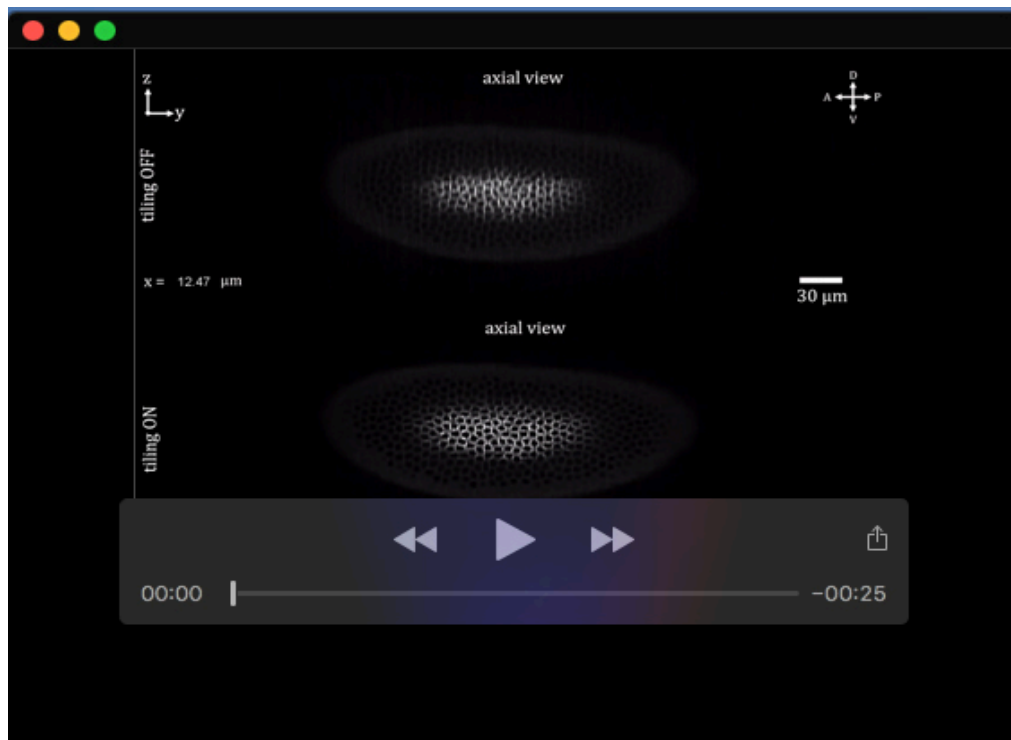 z
y
axial view
D
A P
V
tiling OFF
x = 12.47 μm
30 μm
axial view
tiling ON
00:00
-00:25